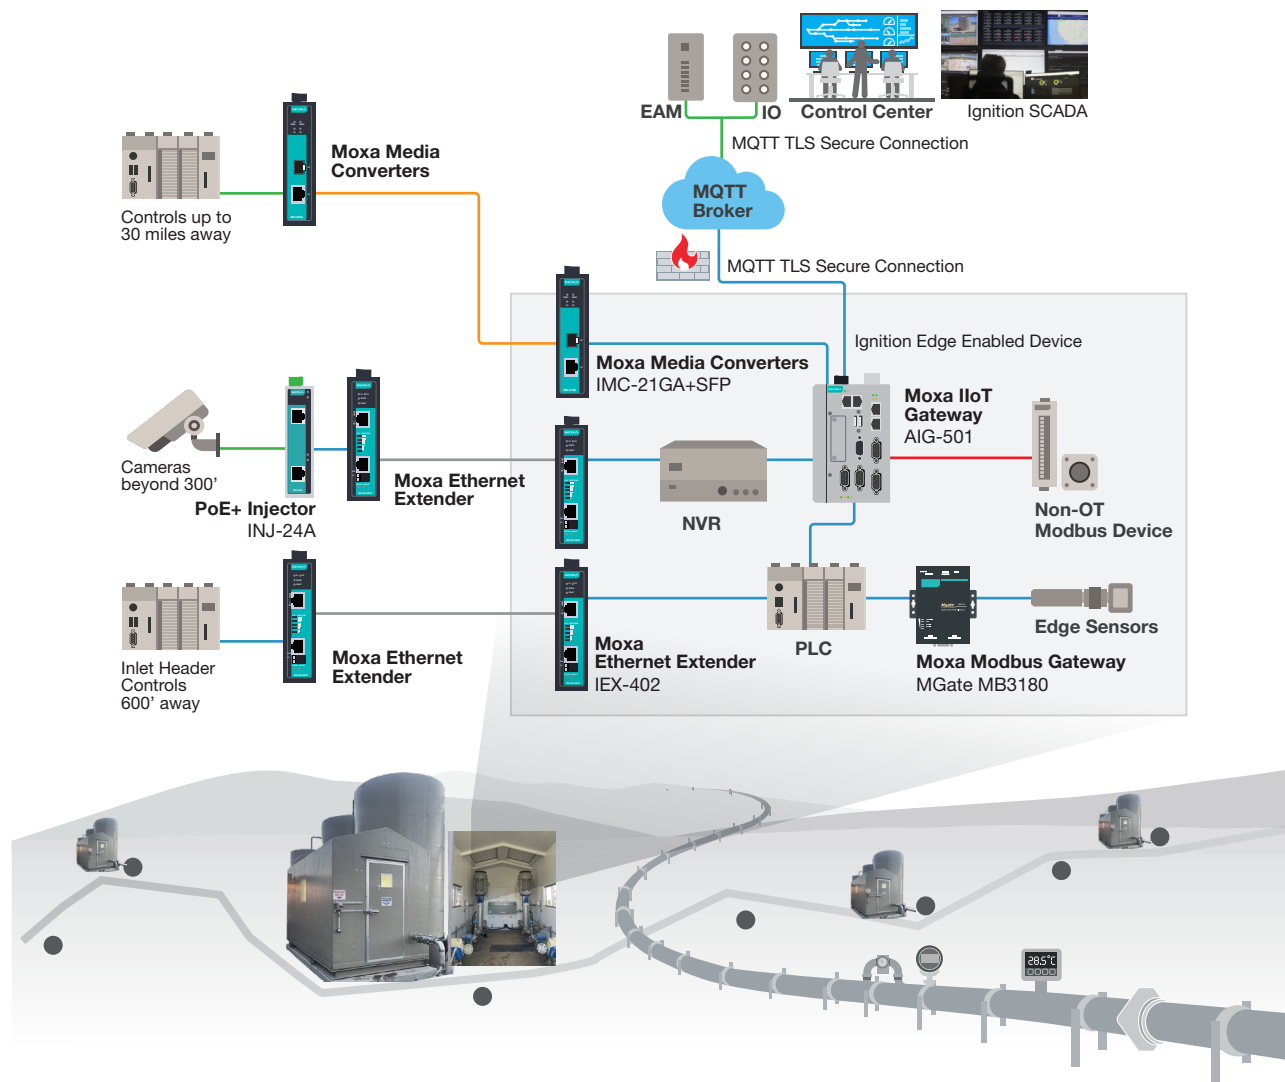 EAM
IO
Control Center
Ignition SCADA
MQTT TLS Secure Connection
MQTT
Broker
MQTT TLS Secure Connection
Moxa Media
Converters
Controls up to
30 miles away
Ignition Edge Enabled Device
Moxa Media Converters
IMC-21GA+SFP
Moxa IIoT
Gateway
AIG-501
Cameras
beyond 300'
PoE+ Injector
INJ-24A
Moxa Ethernet
Extender
NVR
Non-OT
Modbus Device
Inlet Header
Controls
600' away
Moxa Ethernet
Extender
Moxa
Ethernet Extender
IEX-402
PLC
Edge Sensors
Moxa Modbus Gateway
MGate MB3180
28.5°C